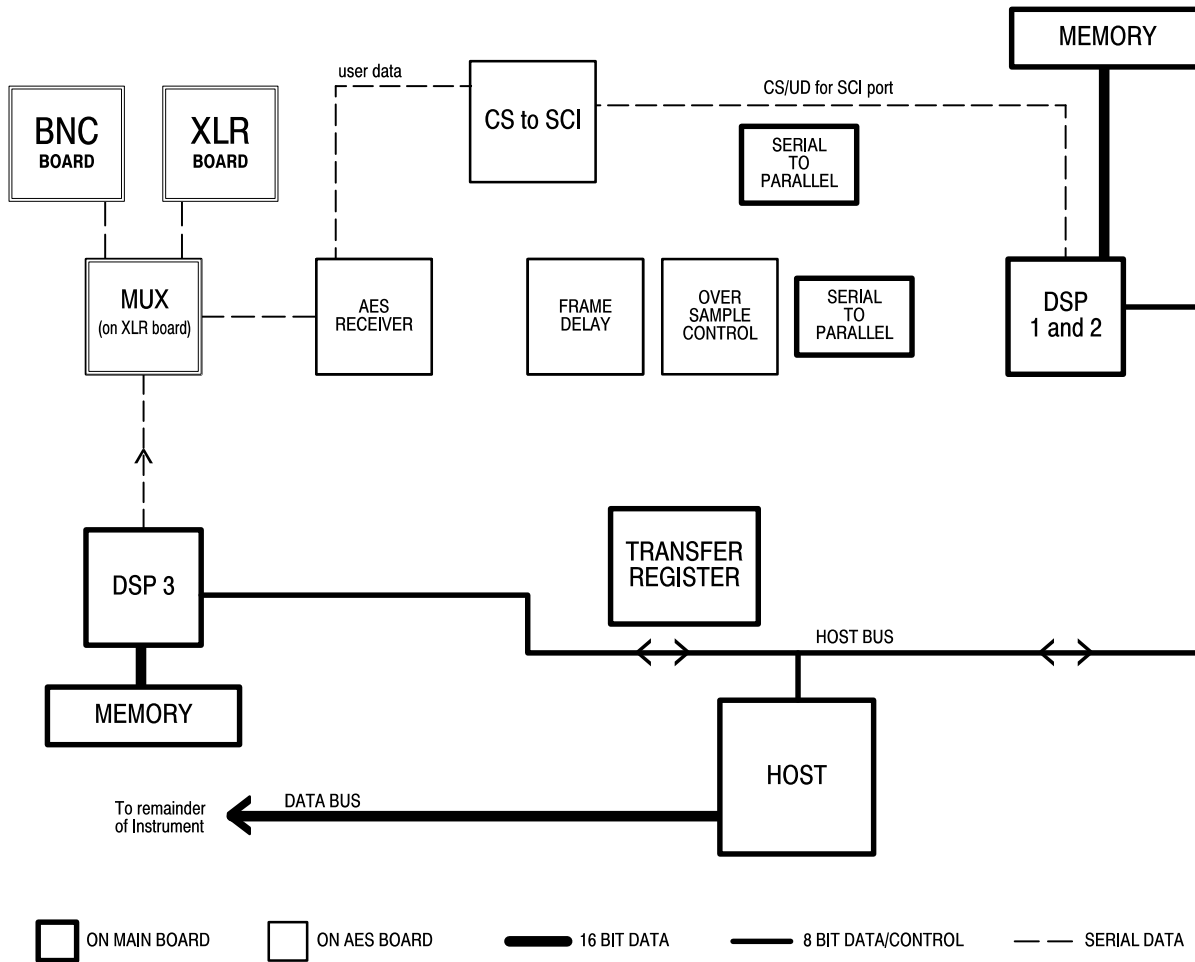 MEMORY
user data
CS/UD for SCI port
BNC
BOARD
XLR
BOARD
CS to SCI
SERIAL
TO
PARALLEL
MUX
(on XLR board)
AES
RECEIVER
FRAME
DELAY
OVER
SAMPLE
CONTROL
SERIAL
TO
PARALLEL
DSP
1 and 2
DSP 3
TRANSFER
REGISTER
HOST BUS
MEMORY
HOST
To remainder
of Instrument
DATA BUS
ON MAIN BOARD
ON AES BOARD
16 BIT DATA
8 BIT DATA/CONTROL
SERIAL DATA